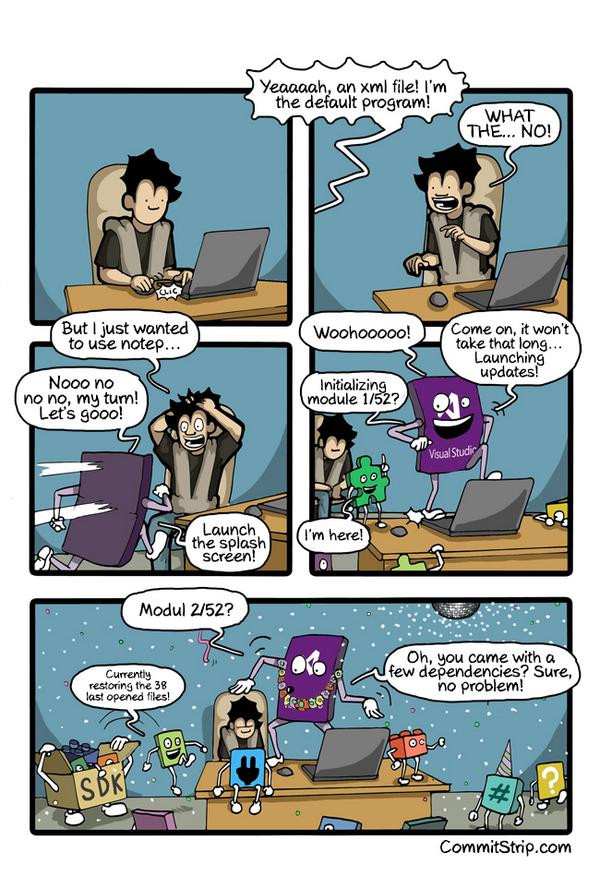 Yeaaaah, an xml file! I'm
the default program!
WHAT
THE... NO!
CLIC
But I just wanted
to use notep...
Nooo no
no no, my turn!
Let's gooo!
Launch
the splash
screen!
Woohooooo!
Come on, it won't
take that long...
Launching
updates!
Initializing
module 1/52?
Visual Studio
I'm here!
Modul 2/52?
Currently
restoring the 38
last opened files!
Oh, you came with a
few dependencies? Sure,
no problem!
SDK
#
?
CommitStrip.com